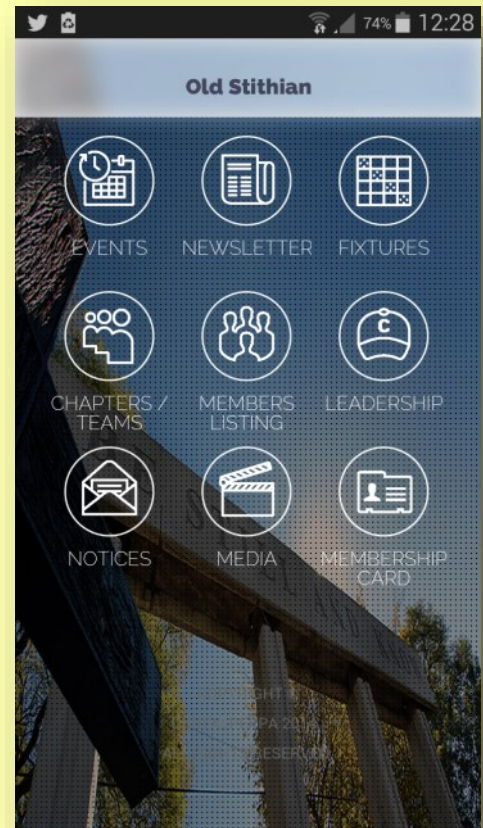 74% 12:28
Old Stithian
EVENTS NEWSLETTER FIXTURES
C
CHAPTERS / TEAMS
MEMBERS LISTING
LEADERSHIP
NOTICES MEDIA
MEMBERSHIP CARD